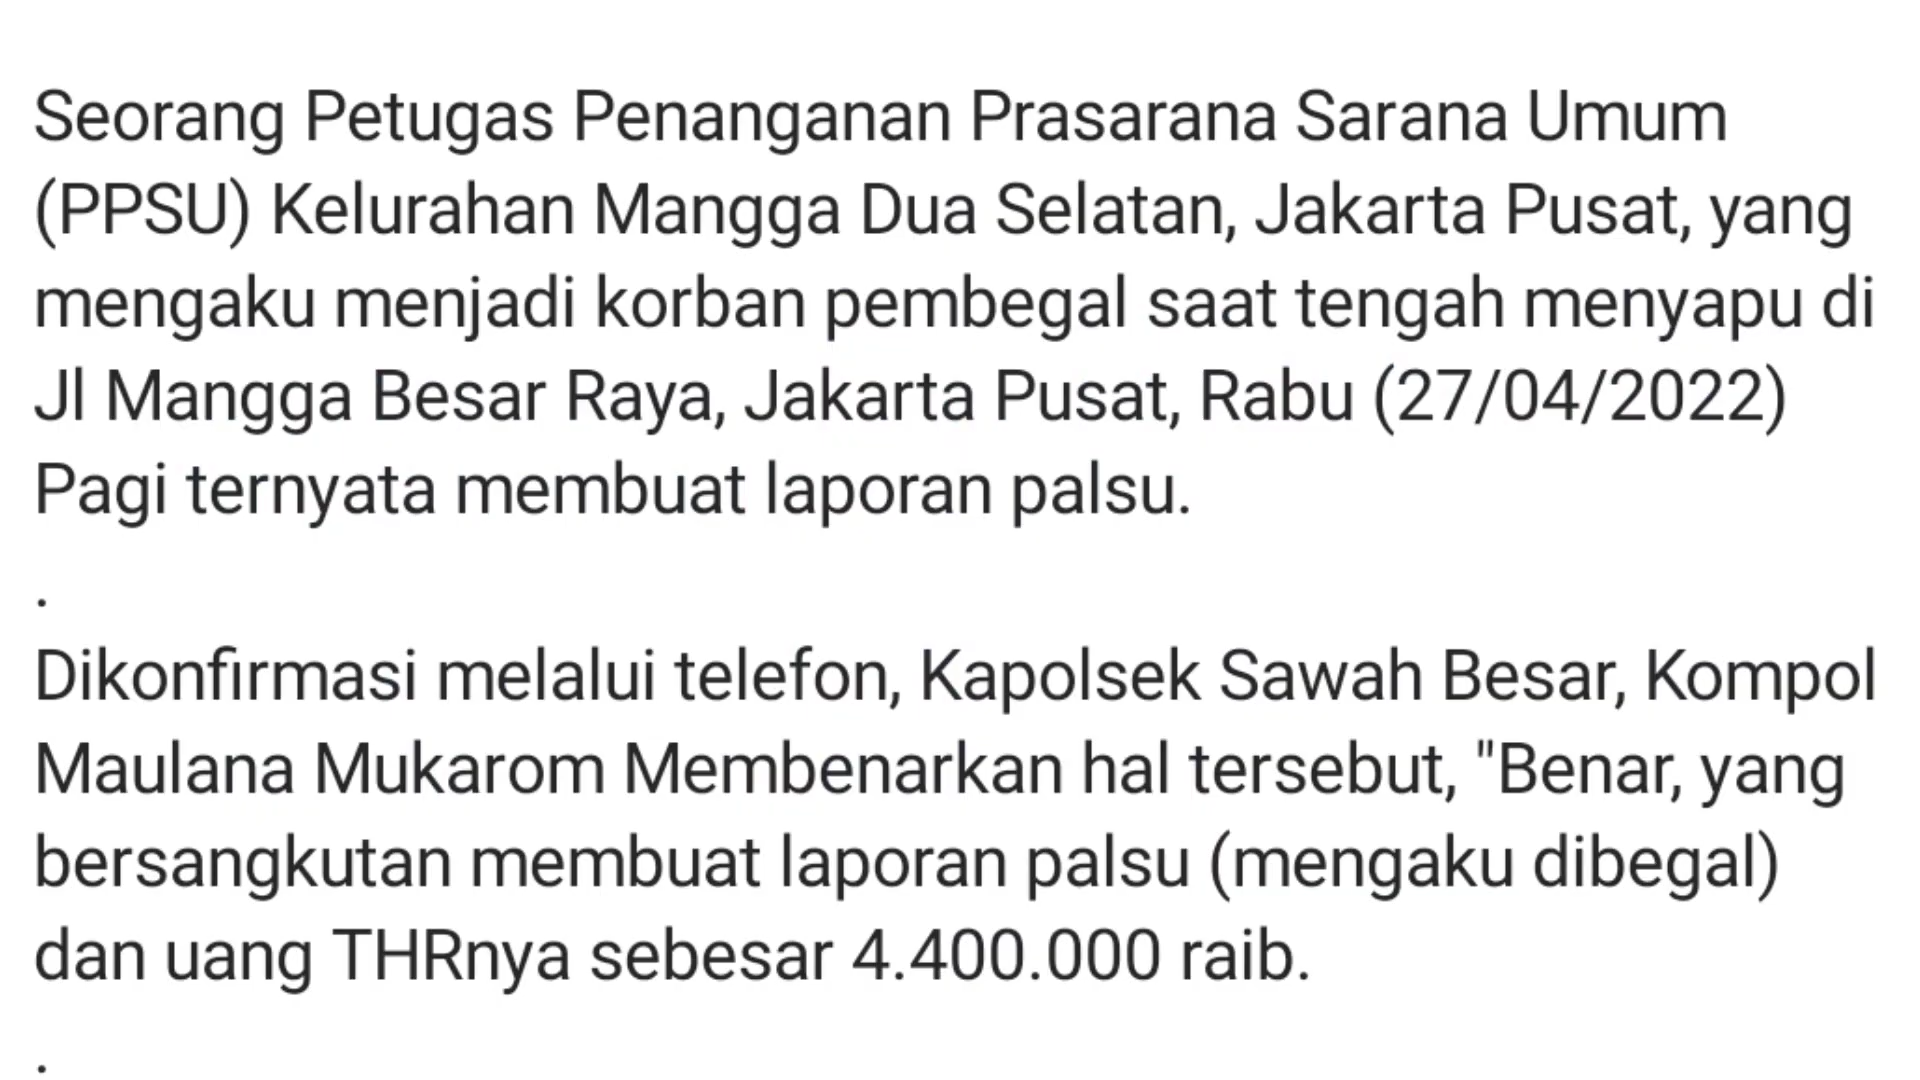 Seorang Petugas Penanganan Prasarana Sarana Umum
(PPSU) Kelurahan Mangga Dua Selatan, Jakarta Pusat, yang
mengaku menjadi korban pembegal saat tengah menyapu di
Jl Mangga Besar Raya, Jakarta Pusat, Rabu (27/04/2022)
Pagi ternyata membuat laporan palsu.
.
Dikonfirmasi melalui telefon, Kapolsek Sawah Besar, Kompol
Maulana Mukarom Membenarkan hal tersebut, "Benar, yang
bersangkutan membuat laporan palsu (mengaku dibegal)
dan uang THRnya sebesar 4.400.000 raib.
.